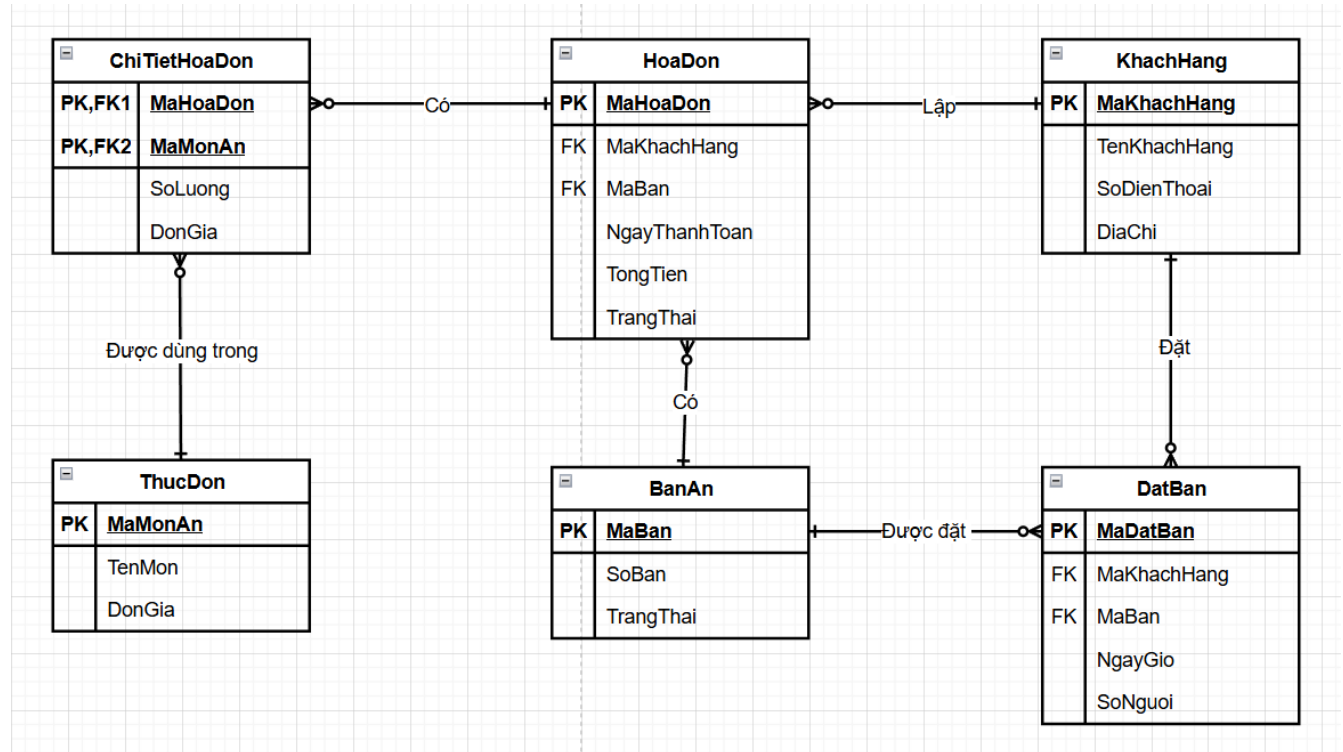 ChiTietHoaDon
PK,FK1 MaHoaDon
PK,FK2 MaMonAn
SoLuong
DonGia
Có
HoaDon
PK MaHoaDon
FK MaKhachHang
FK MaBan
NgayThanhToan
TongTien
TrangThai
Lập
KhachHang
PK MaKhachHang
TenKhachHang
SoDienThoai
DiaChi
Được dùng trong
Có
Đặt
ThucDon
PK MaMonAn
TenMon
DonGia
BanAn
PK MaBan
SoBan
TrangThai
Được đặt
DatBan
PK MaDatBan
FK MaKhachHang
FK MaBan
NgayGio
SoNguoi